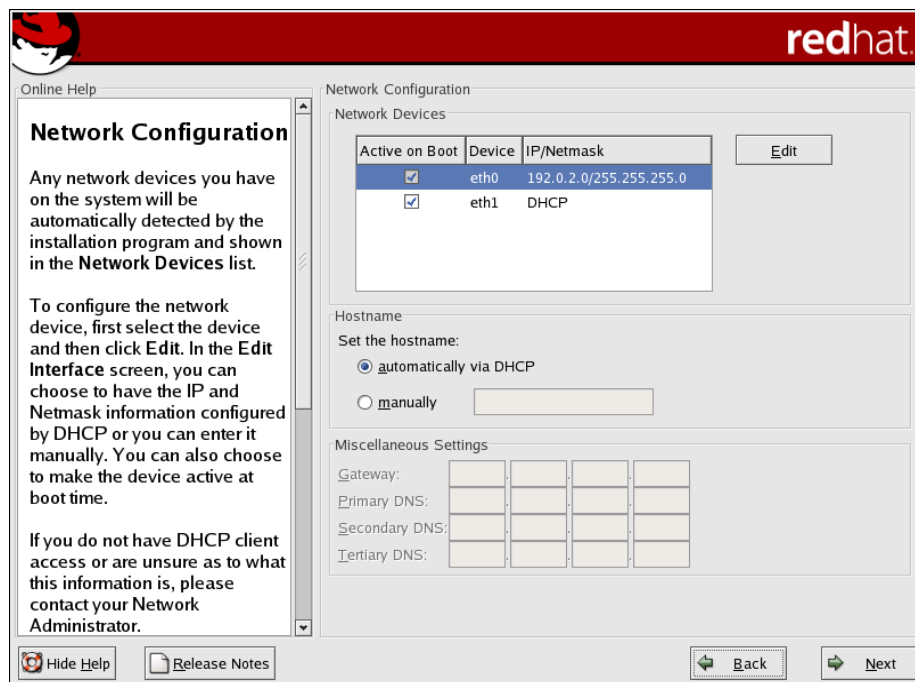 redhat.
Online Help
Network Configuration
Any network devices you have
on the system will be
automatically detected by the
installation program and shown
in the Network Devices list.
To configure the network
device, first select the device
and then click Edit. In the Edit
Interface screen, you can
choose to have the IP and
Netmask information configured
by DHCP or you can enter it
manually. You can also choose
to make the device active at
boot time.
If you do not have DHCP client
access or are unsure as to what
this information is, please
contact your Network
Administrator.
Network Configuration
Network Devices
Active on Boot Device IP/Netmask
eth0 192.0.2.0/255.255.255.0
eth1 DHCP
Edit
Hostname
Set the hostname:
automatically via DHCP
manually
Miscellaneous Settings
Gateway: . . .
Primary DNS: . . .
Secondary DNS: . . .
Tertiary DNS: . . .
Hide Help
Release Notes
Back
Next